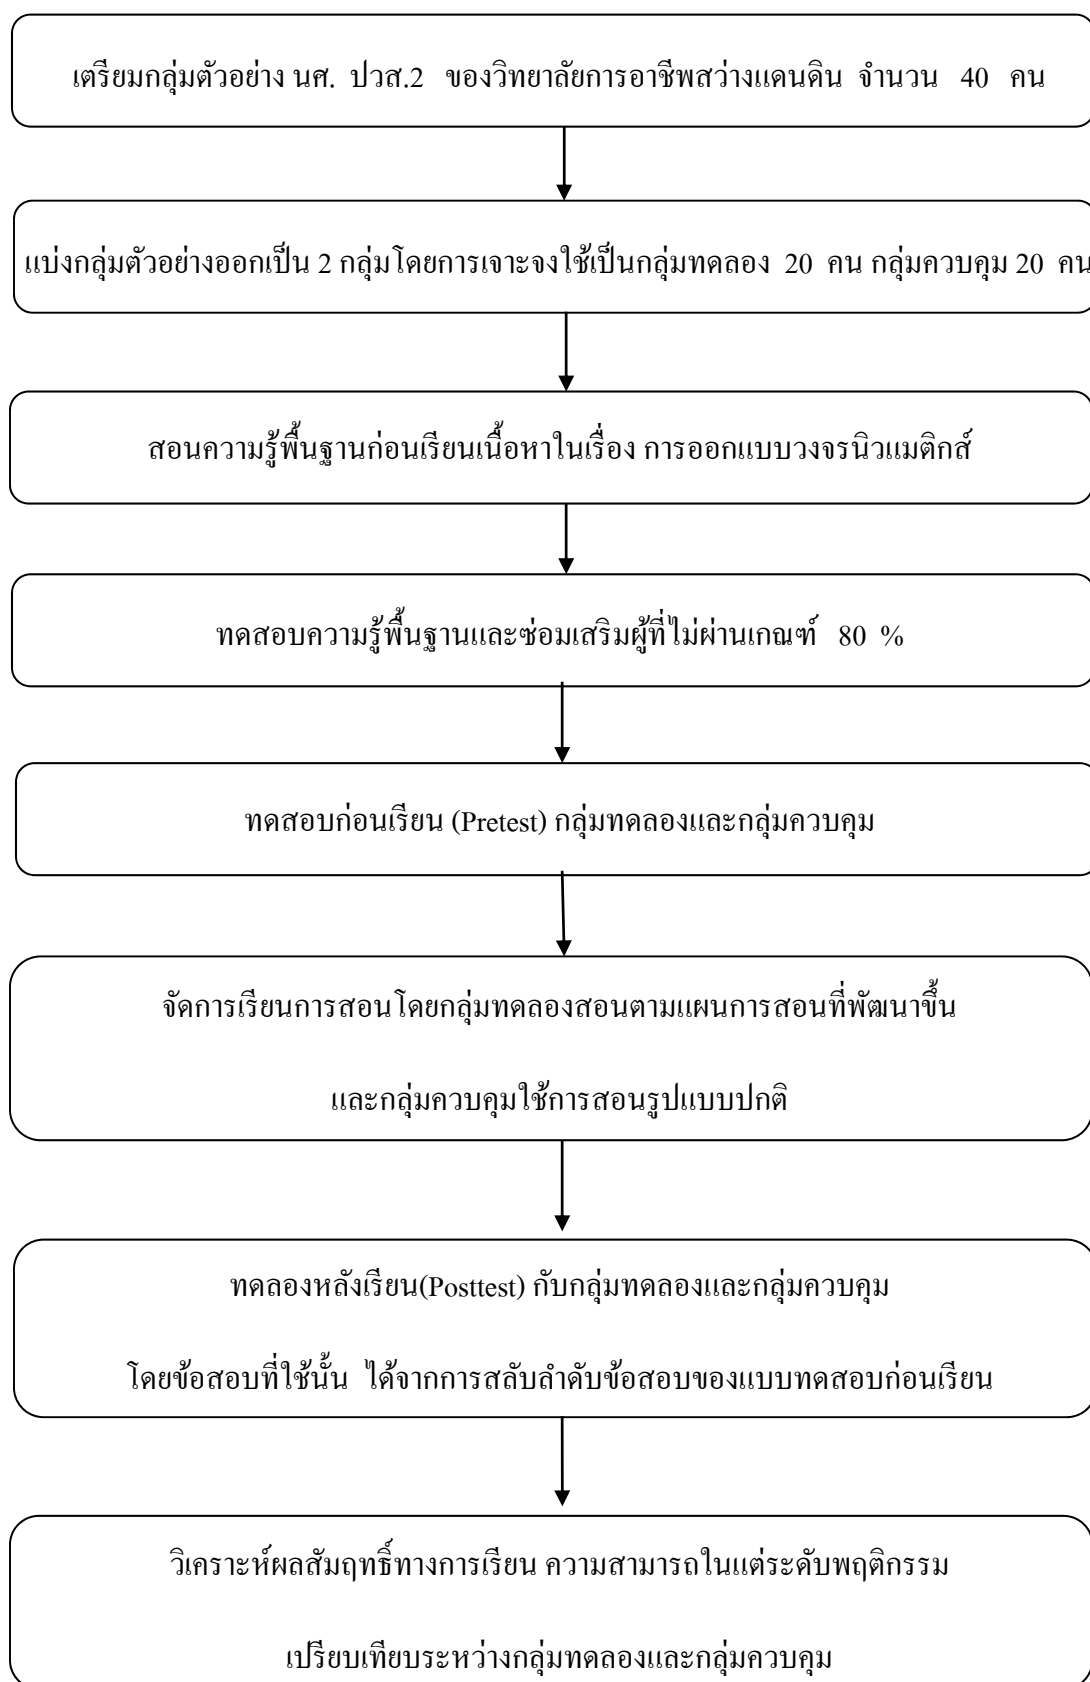 เตรียมกลุ่มตัวอย่าง นศ. ปวส.2 ของวิทยาลัยการอาชีพสว่างแดนดิน จำนวน 40 คน
แบ่งกลุ่มตัวอย่างออกเป็น 2 กลุ่มโดยการเจาะจงใช้เป็นกลุ่มทดลอง 20 คน กลุ่มควบคุม 20 คน
สอนความรู้พื้นฐานก่อนเรียนเนื้อหาในเรื่อง การออกแบบวงจรนิวแมติกส์
ทดสอบความรู้พื้นฐานและซ่อมเสริมผู้ที่ไม่ผ่านเกณฑ์ 80 %
ทดสอบก่อนเรียน (Pretest) กลุ่มทดลองและกลุ่มควบคุม
จัดการเรียนการสอนโดยกลุ่มทดลองสอนตามแผนการสอนที่พัฒนาขึ้น
และกลุ่มควบคุมใช้การสอนรูปแบบปกติ
ทดลองหลังเรียน(Posttest) กับกลุ่มทดลองและกลุ่มควบคุม
โดยข้อสอบที่ใช้นั้น ได้จากการสลับลำดับข้อสอบของแบบทดสอบก่อนเรียน
วิเคราะห์ผลสัมฤทธิ์ทางการเรียน ความสามารถในแต่ระดับพฤติกรรม
เปรียบเทียบระหว่างกลุ่มทดลองและกลุ่มควบคุม